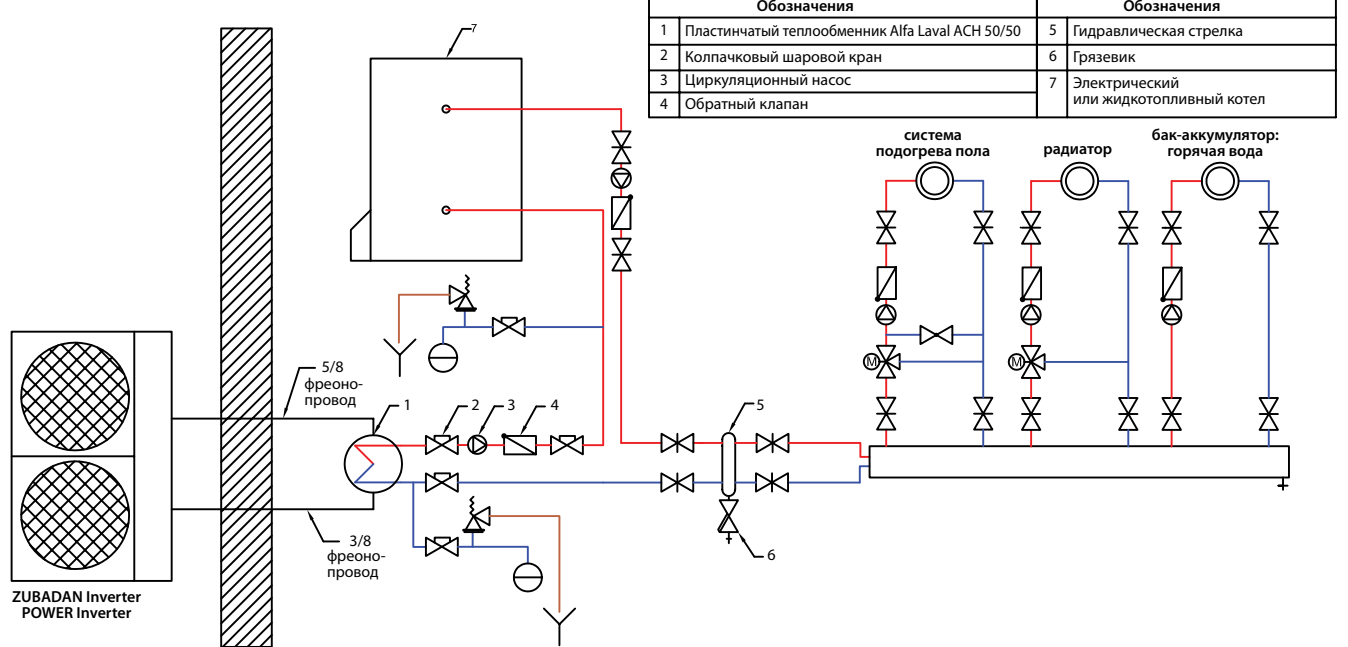 Обозначения
Обозначения
1 Пластинчатый теплообменник Alfa Laval ACH 50/50
5 Гидравлическая стрелка
2 Колпачковый шаровой кран
6 Грязевик
3 Циркуляционный насос
7 Электрический
или жидкотопливный котел
4 Обратный клапан
7
система
подогрева пола
радиатор
бак-аккумулятор:
горячая вода
M
M
5/8
фреоно-
провод
1
2
3
4
5
6
3/8
фреоно-
провод
ZUBADAN Inverter
POWER Inverter